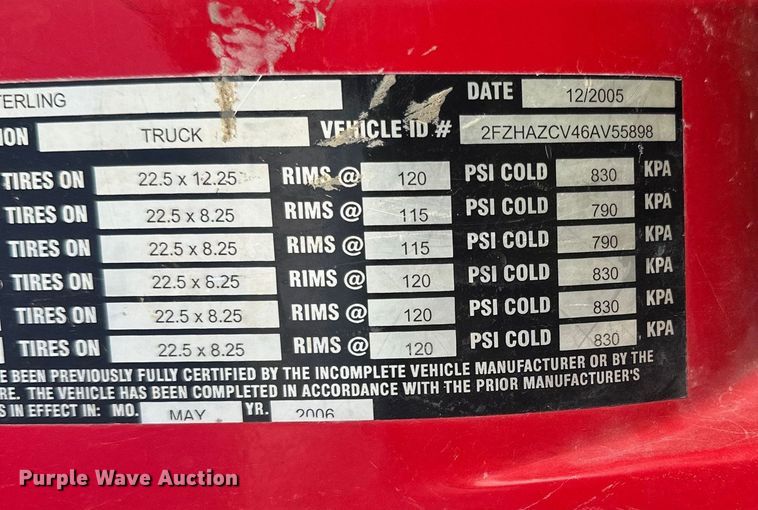 TERLING DATE 12/2005
ION TRUCK VEHICLE ID # 2FZHAZCV46AV55898
TIRES ON 22.5 x 12.25 RIMS @ 120 PSI COLD 830 KPA
TIRES ON 22.5 x 8.25 RIMS @ 115 PSI COLD 790 KPA
TIRES ON 22.5 x 8.25 RIMS @ 115 PSI COLD 790 KPA
TIRES ON 22.5 x 8.25 RIMS @ 120 PSI COLD 830 KPA
TIRES ON 22.5 x 8.25 RIMS @ 120 PSI COLD 830 KPA
TIRES ON 22.5 x 8.25 RIMS @ 120 PSI COLD 830 KPA
E BEEN PREVIOUSLY FULLY CERTIFIED BY THE INCOMPLETE VEHICLE MANUFACTURER OR BY THE
RE. THE VEHICLE HAS BEEN COMPLETED IN ACCORDANCE WITH THE PRIOR MANUFACTURER'S
S IN EFFECT IN: MO. MAY YR. 2006
Purple Wave Auction